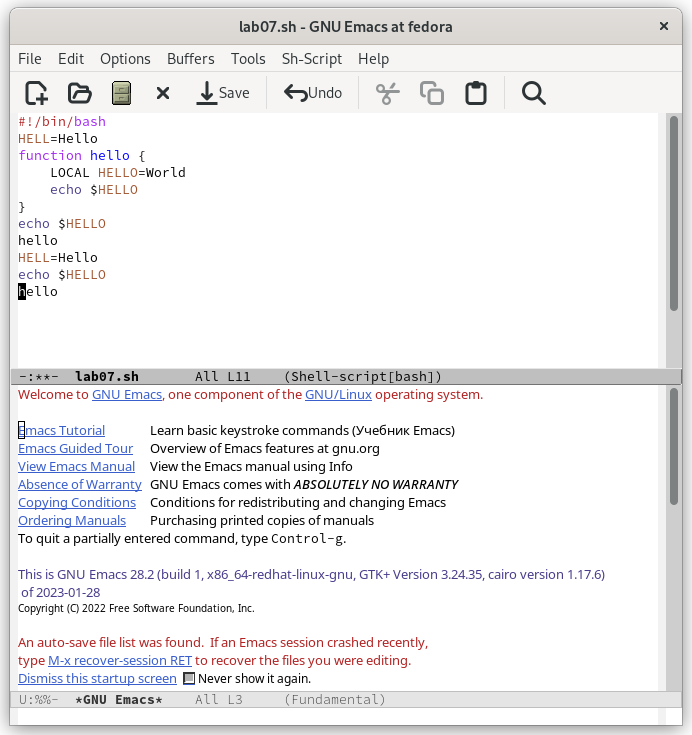 lab07.sh - GNU Emacs at fedora
File Edit Options Buffers Tools Sh-Script Help
Save Undo
#!/bin/bash
HELL=Hello
function hello {
    LOCAL HELLO=World
    echo $HELLO
}
echo $HELLO
hello
HELL=Hello
echo $HELLO
hello
-:**-  lab07.sh       All L11    (Shell-script[bash])
Welcome to GNU Emacs, one component of the GNU/Linux operating system.
Emacs Tutorial Learn basic keystroke commands (Учебник Emacs)
Emacs Guided Tour Overview of Emacs features at gnu.org
View Emacs Manual View the Emacs manual using Info
Absence of Warranty GNU Emacs comes with ABSOLUTELY NO WARRANTY
Copying Conditions Conditions for redistributing and changing Emacs
Ordering Manuals Purchasing printed copies of manuals
To quit a partially entered command, type Control-g.
This is GNU Emacs 28.2 (build 1, x86_64-redhat-linux-gnu, GTK+ Version 3.24.35, cairo version 1.17.6)
of 2023-01-28
Copyright (C) 2022 Free Software Foundation, Inc.
An auto-save file list was found.  If an Emacs session crashed recently,
type M-x recover-session RET to recover the files you were editing.
Dismiss this startup screen Never show it again.
U:%%-  *GNU Emacs*    All L3     (Fundamental)